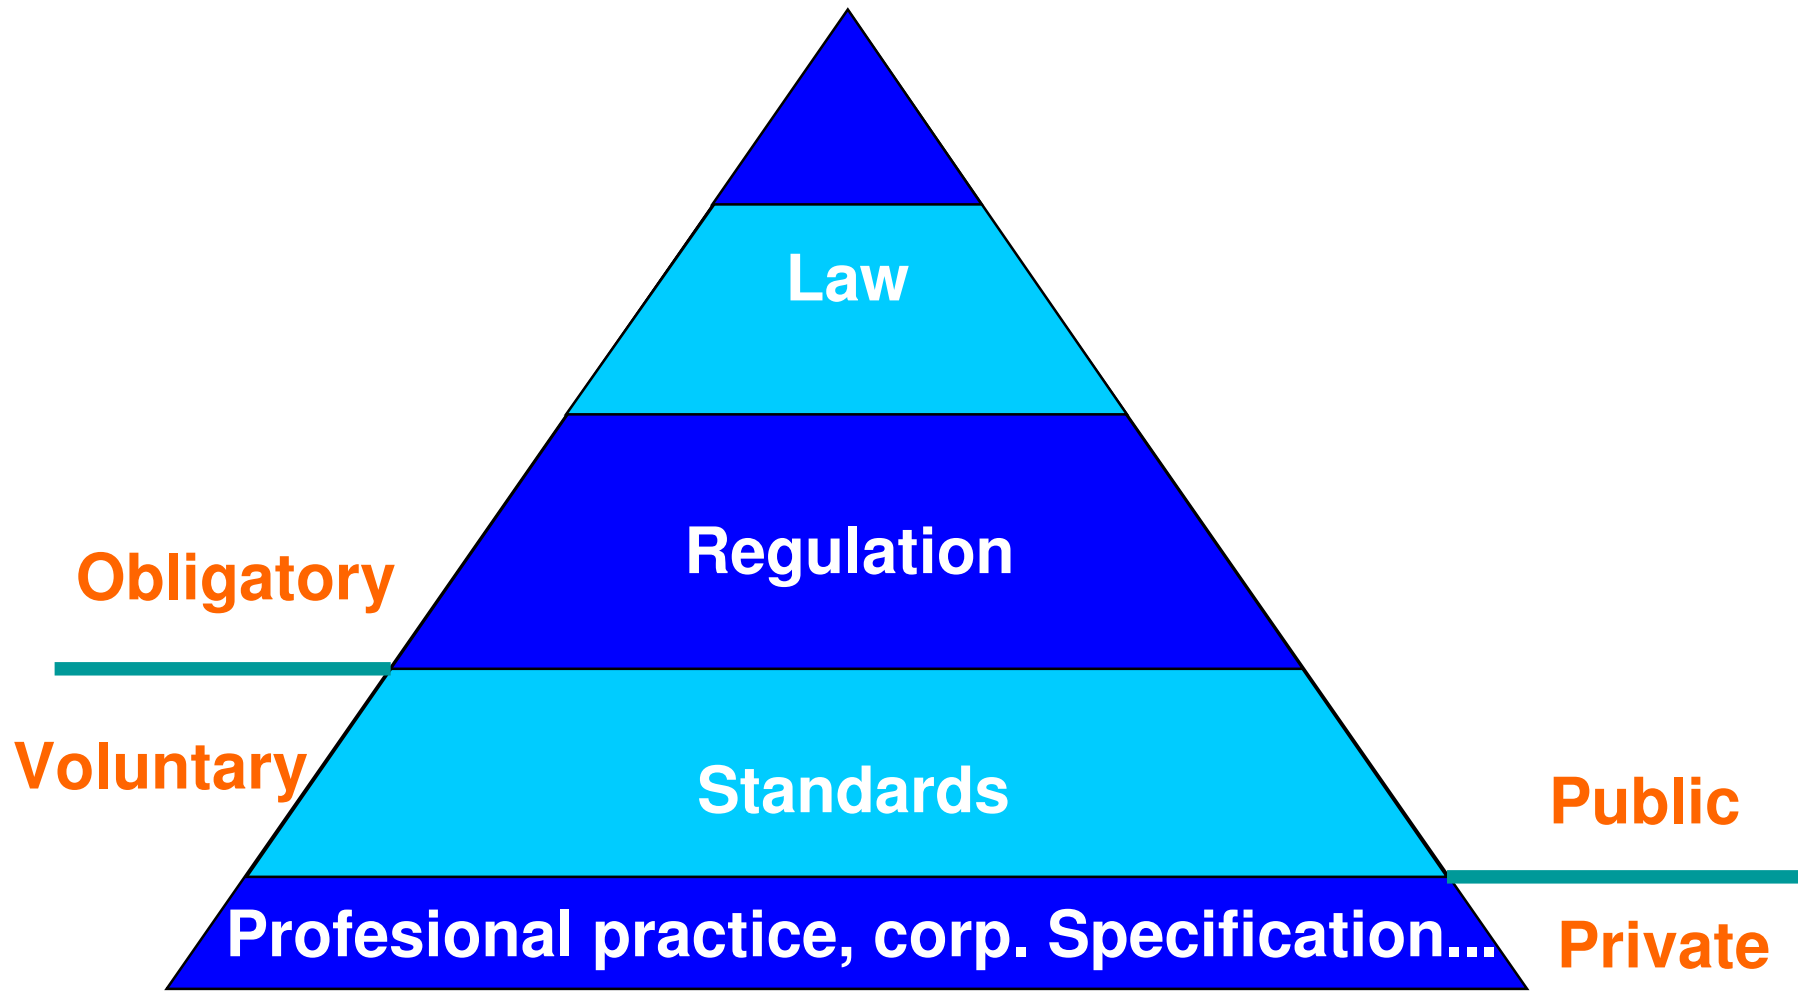 Law
Regulation
Obligatory
Voluntary
Standards
Public
Profesional practice, corp. Specification...
Private